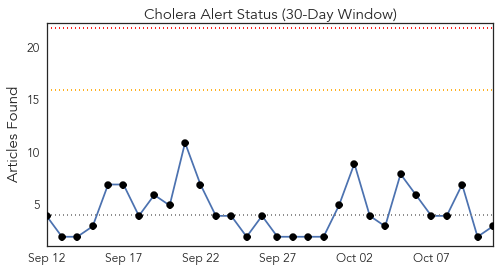 Cholera Alert Status (30-Day Window)
Articles Found
20
15
10
5
Sep 12 Sep 17 Sep 22 Sep 27 Oct 02 Oct 07